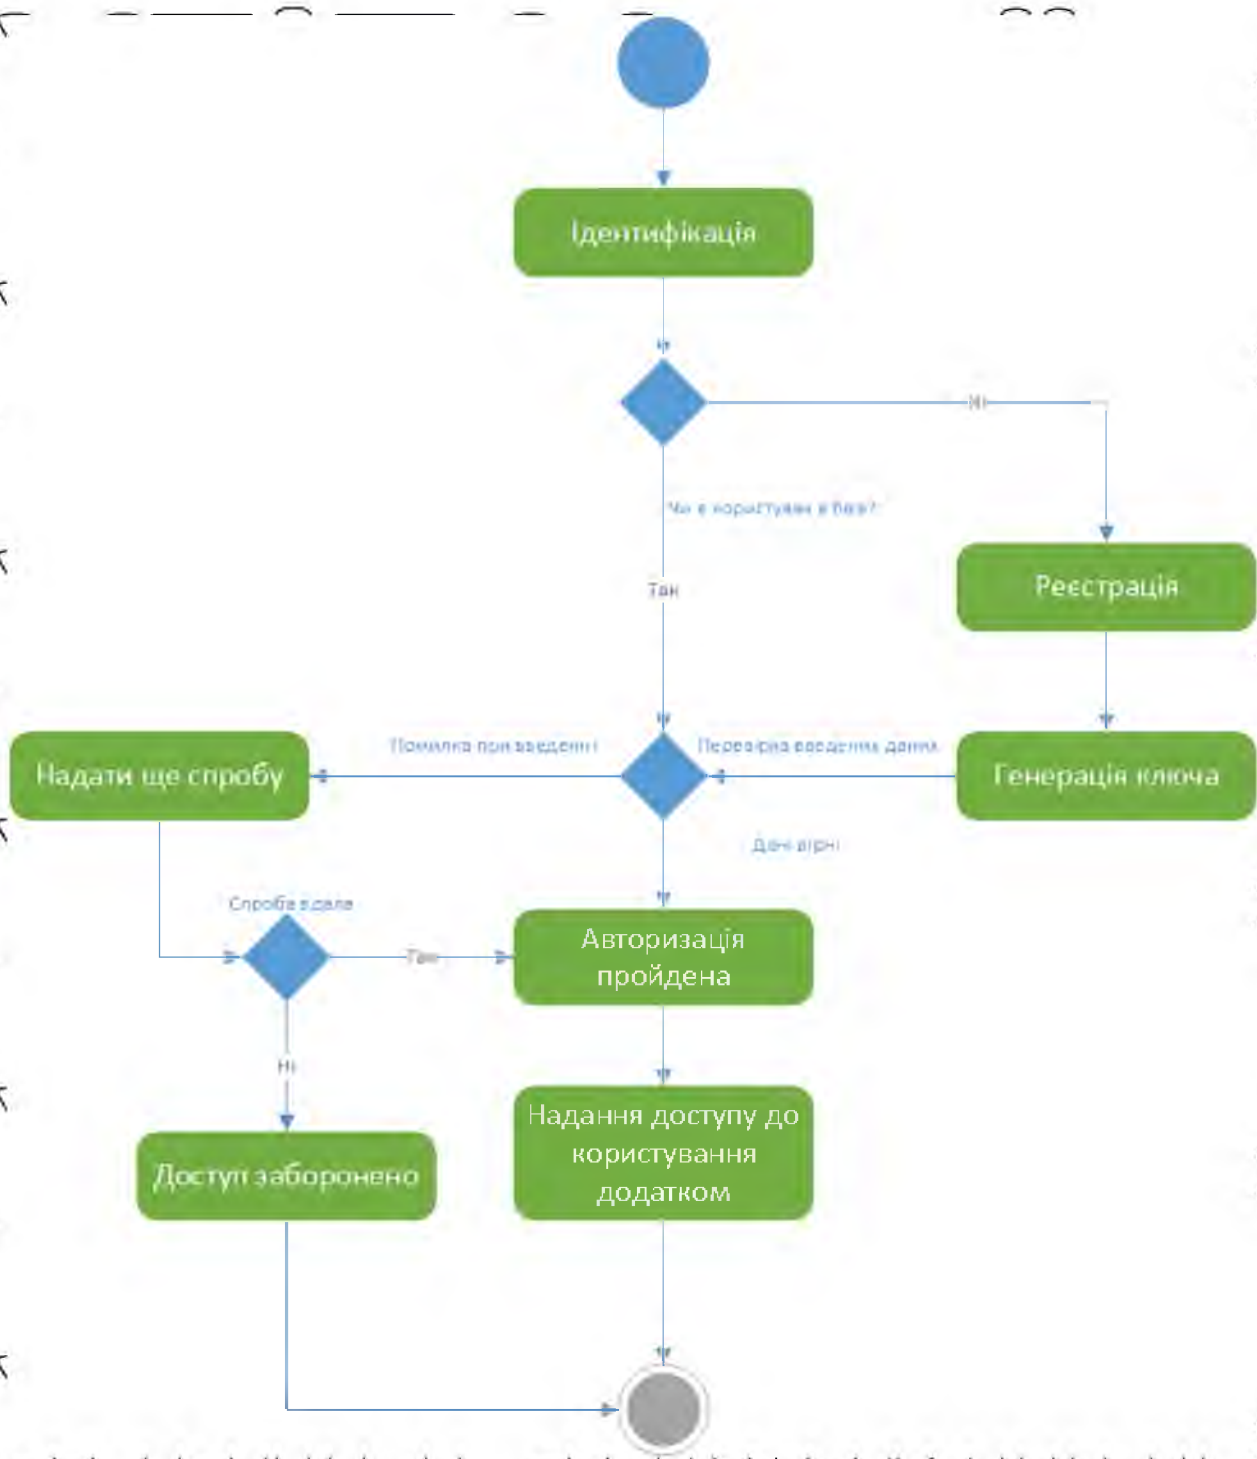 Ідентифікація
Ні
Чи є користувач в базі?
Так
Реєстрація
Помилка при введенні
Перевірка введених даних
Надати ще спробу
Генерація ключа
Дані вірні
Спроба вдала
Так
Авторизація
пройдена
Ні
Надання доступу до
користування
додатком
Доступ заборонено